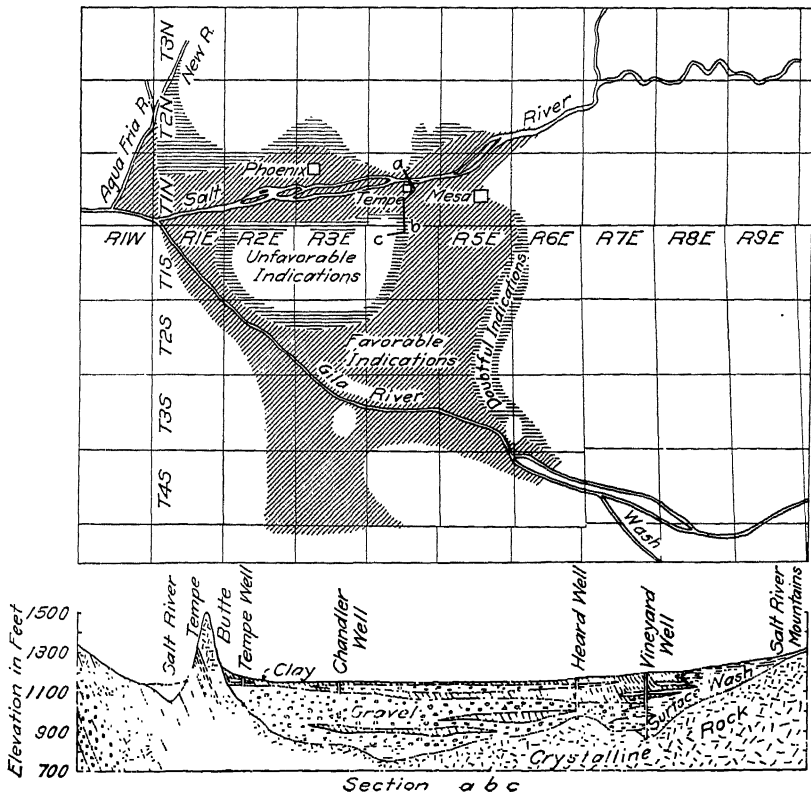 T3N
New R.
Agua Fria R.
T2N
River
Phoenix
a
T1N
Salt
Tempe
Mesa
b
c
R1W
R1E
R2E
R3E
R5E
R6E
R7E
R8E
R9E
T1S
Unfavorable
Indications
Doubtful Indications
T2S
Favorable
Indications
Gila
River
T3S
T4S
Wash
Elevation in Feet
1500
1300
1100
900
700
Salt River
Tempe
Butte
Tempe Well
Chandler
Well
Heard Well
Vineyard
Well
Salt River
Mountains
Clay
Gravel
Surface Wash
Crystalline
Rock
Section a b c